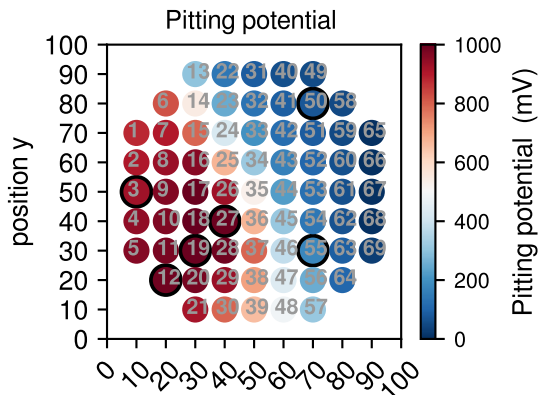 Pitting potential
100
90
80
70
60
50
40
30
20
10
0
position y
13 22 31 40 49
6 14 23 32 41 50 58
1 7 15 24 33 42 51 59 65
2 8 16 25 34 43 52 60 66
3 9 17 26 35 44 53 61 67
4 10 18 27 36 45 54 62 68
5 11 19 28 37 46 55 63 69
12 20 29 38 47 56 64
21 30 39 48 57
0 10 20 30 40 50 60 70 80 90 100
1000
800
600
400
200
0
Pitting potential (mV)